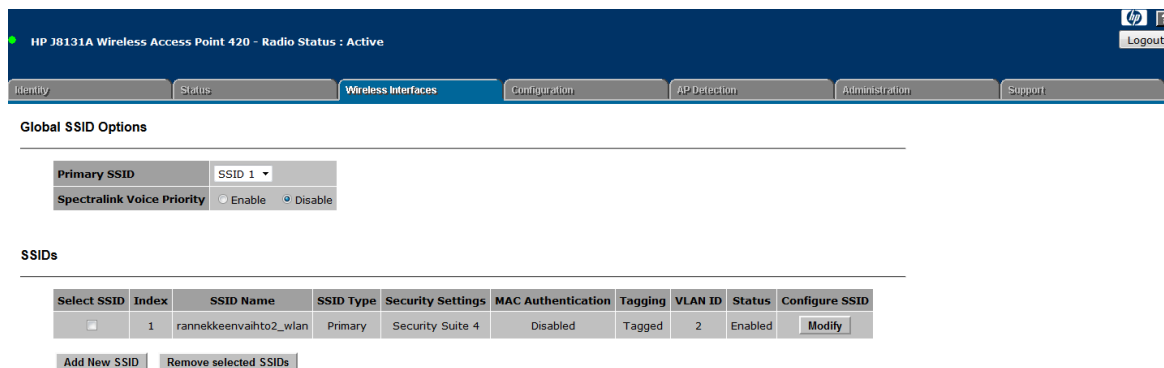 hp
HP J8131A Wireless Access Point 420 - Radio Status : Active
Logout
Identity Status Wireless Interfaces Configuration AP Detection Administration Support
Global SSID Options
Primary SSID SSID 1
Spectralink Voice Priority Enable Disable
SSIDs
Select SSID Index SSID Name SSID Type Security Settings MAC Authentication Tagging VLAN ID Status Configure SSID
1 rannekkeenvaihto2_wlan Primary Security Suite 4 Disabled Tagged 2 Enabled Modify
Add New SSID Remove selected SSIDs